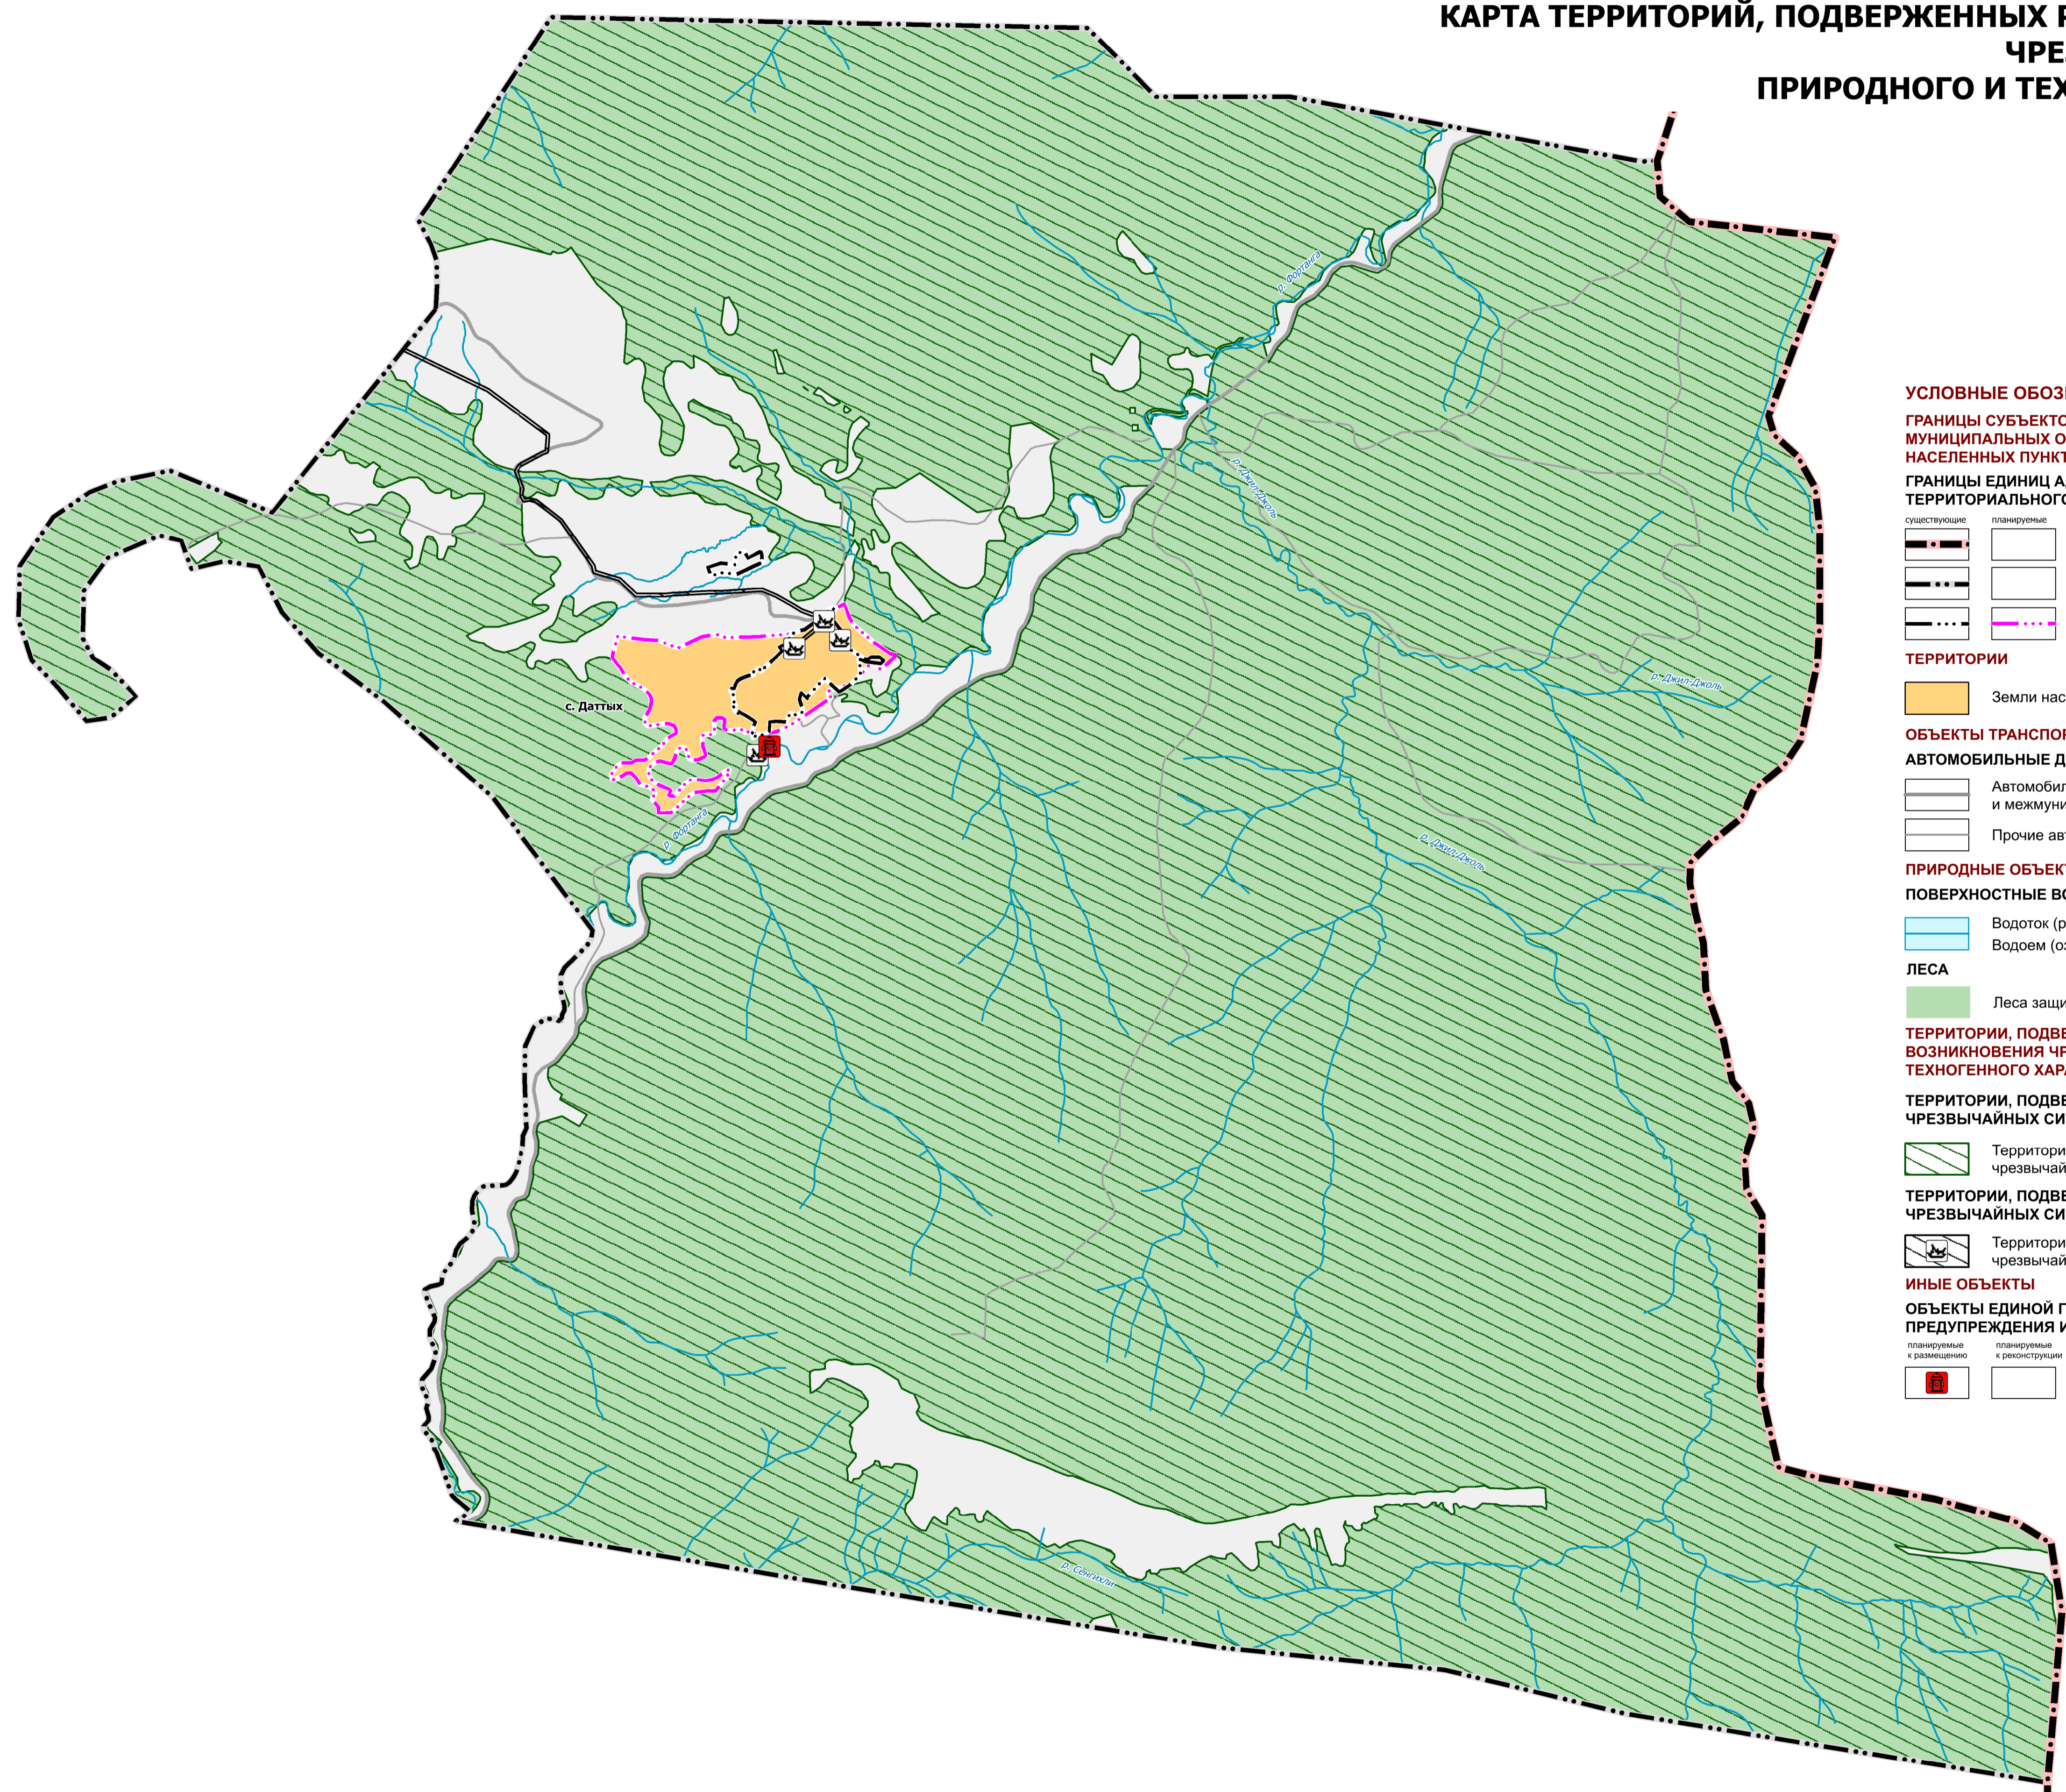 КАРТА ТЕРРИТОРИЙ, ПОДВЕРЖЕННЫХ
ЧРЕЗ
ПРИРОДНОГО И ТЕХ
р. Фортанга
р. Джил-Джоль
р. Джил-Джоль
с. Даттых
р. Фортанга
р. Джил-Джоль
р. Сенгихли
УСЛОВНЫЕ ОБОЗ
ГРАНИЦЫ СУБЪЕКТО
МУНИЦИПАЛЬНЫХ О
НАСЕЛЕННЫХ ПУНКТ
ГРАНИЦЫ ЕДИНИЦ А
ТЕРРИТОРИАЛЬНОГО
существующие планируемые
ТЕРРИТОРИИ
Земли нас
ОБЪЕКТЫ ТРАНСПОР
АВТОМОБИЛЬНЫЕ Д
Автомобил
и межмуни
Прочие авт
ПРИРОДНЫЕ ОБЪЕКТ
ПОВЕРХНОСТНЫЕ ВО
Водоток (р
Водоем (оз
ЛЕСА
Леса защи
ТЕРРИТОРИИ, ПОДВЕ
ВОЗНИКНОВЕНИЯ ЧР
ТЕХНОГЕННОГО ХАРА
ТЕРРИТОРИИ, ПОДВЕ
ЧРЕЗВЫЧАЙНЫХ СИ
Территори
чрезвычай
ТЕРРИТОРИИ, ПОДВЕ
ЧРЕЗВЫЧАЙНЫХ СИ
Территори
чрезвычай
ИНЫЕ ОБЪЕКТЫ
ОБЪЕКТЫ ЕДИНОЙ Г
ПРЕДУПРЕЖДЕНИЯ И
планируемые планируемые
к размещению к реконструкции